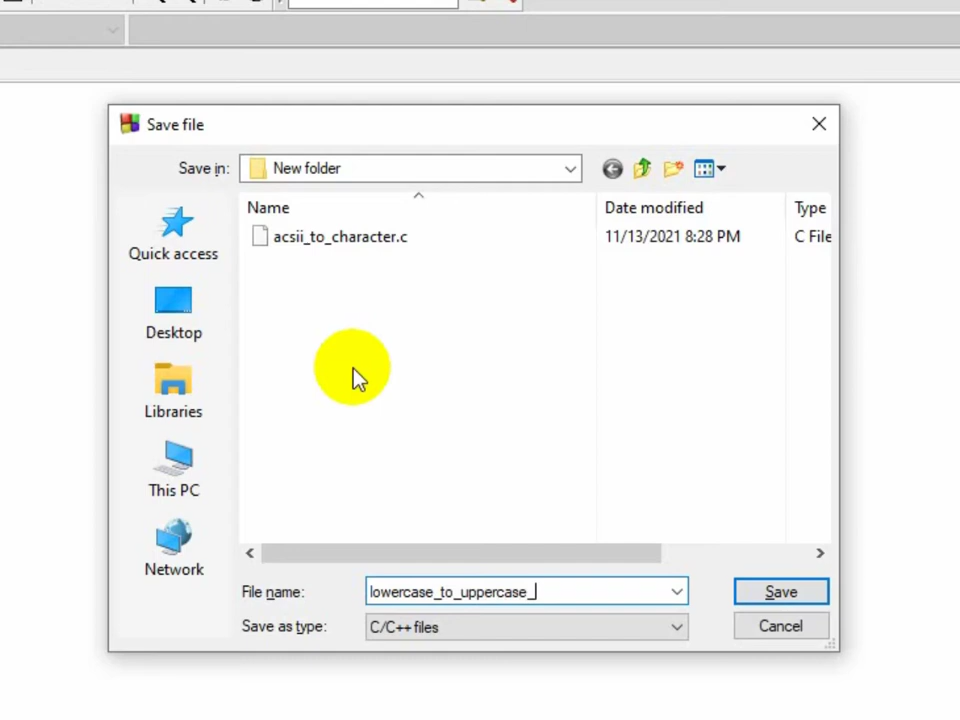 Save file
Save in: New folder
Name Date modified Type
acsii_to_character.c 11/13/2021 8:28 PM C File
Quick access
Desktop
Libraries
This PC
Network
File name: lowercase_to_uppercase_ Save
Save as type: C/C++ files Cancel